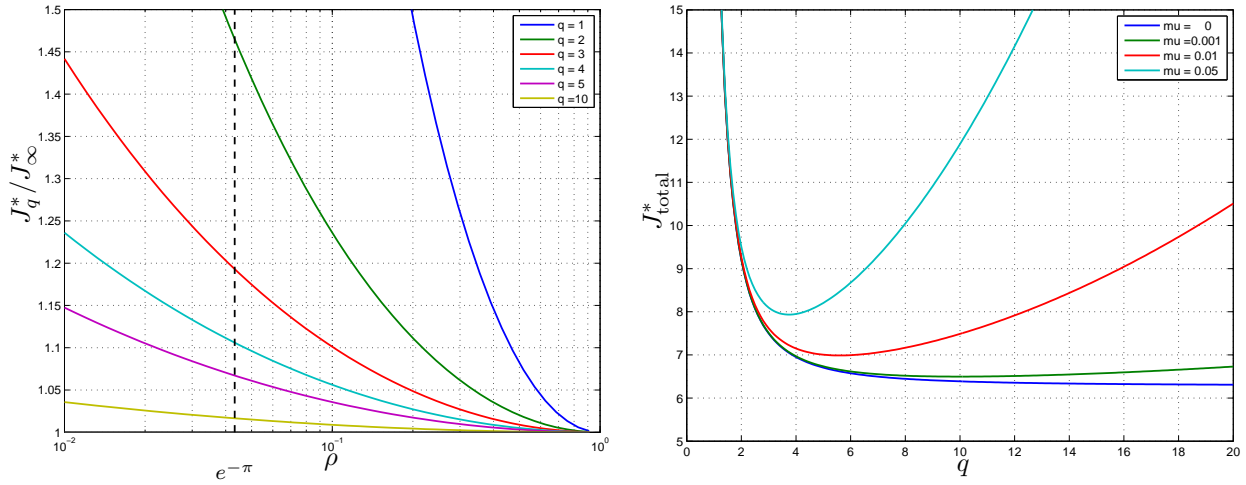 1.5
1.45
1.4
1.35
1.3
1.25
1.2
1.15
1.1
1.05
1
J*_q / J*_∞
q = 1
q = 2
q = 3
q = 4
q = 5
q =10
10^-2
10^-1
10^0
e^-π
ρ
15
14
13
12
11
10
9
8
7
6
5
J*_total
mu = 0
mu =0.001
mu = 0.01
mu = 0.05
0 2 4 6 8 10 12 14 16 18 20
q